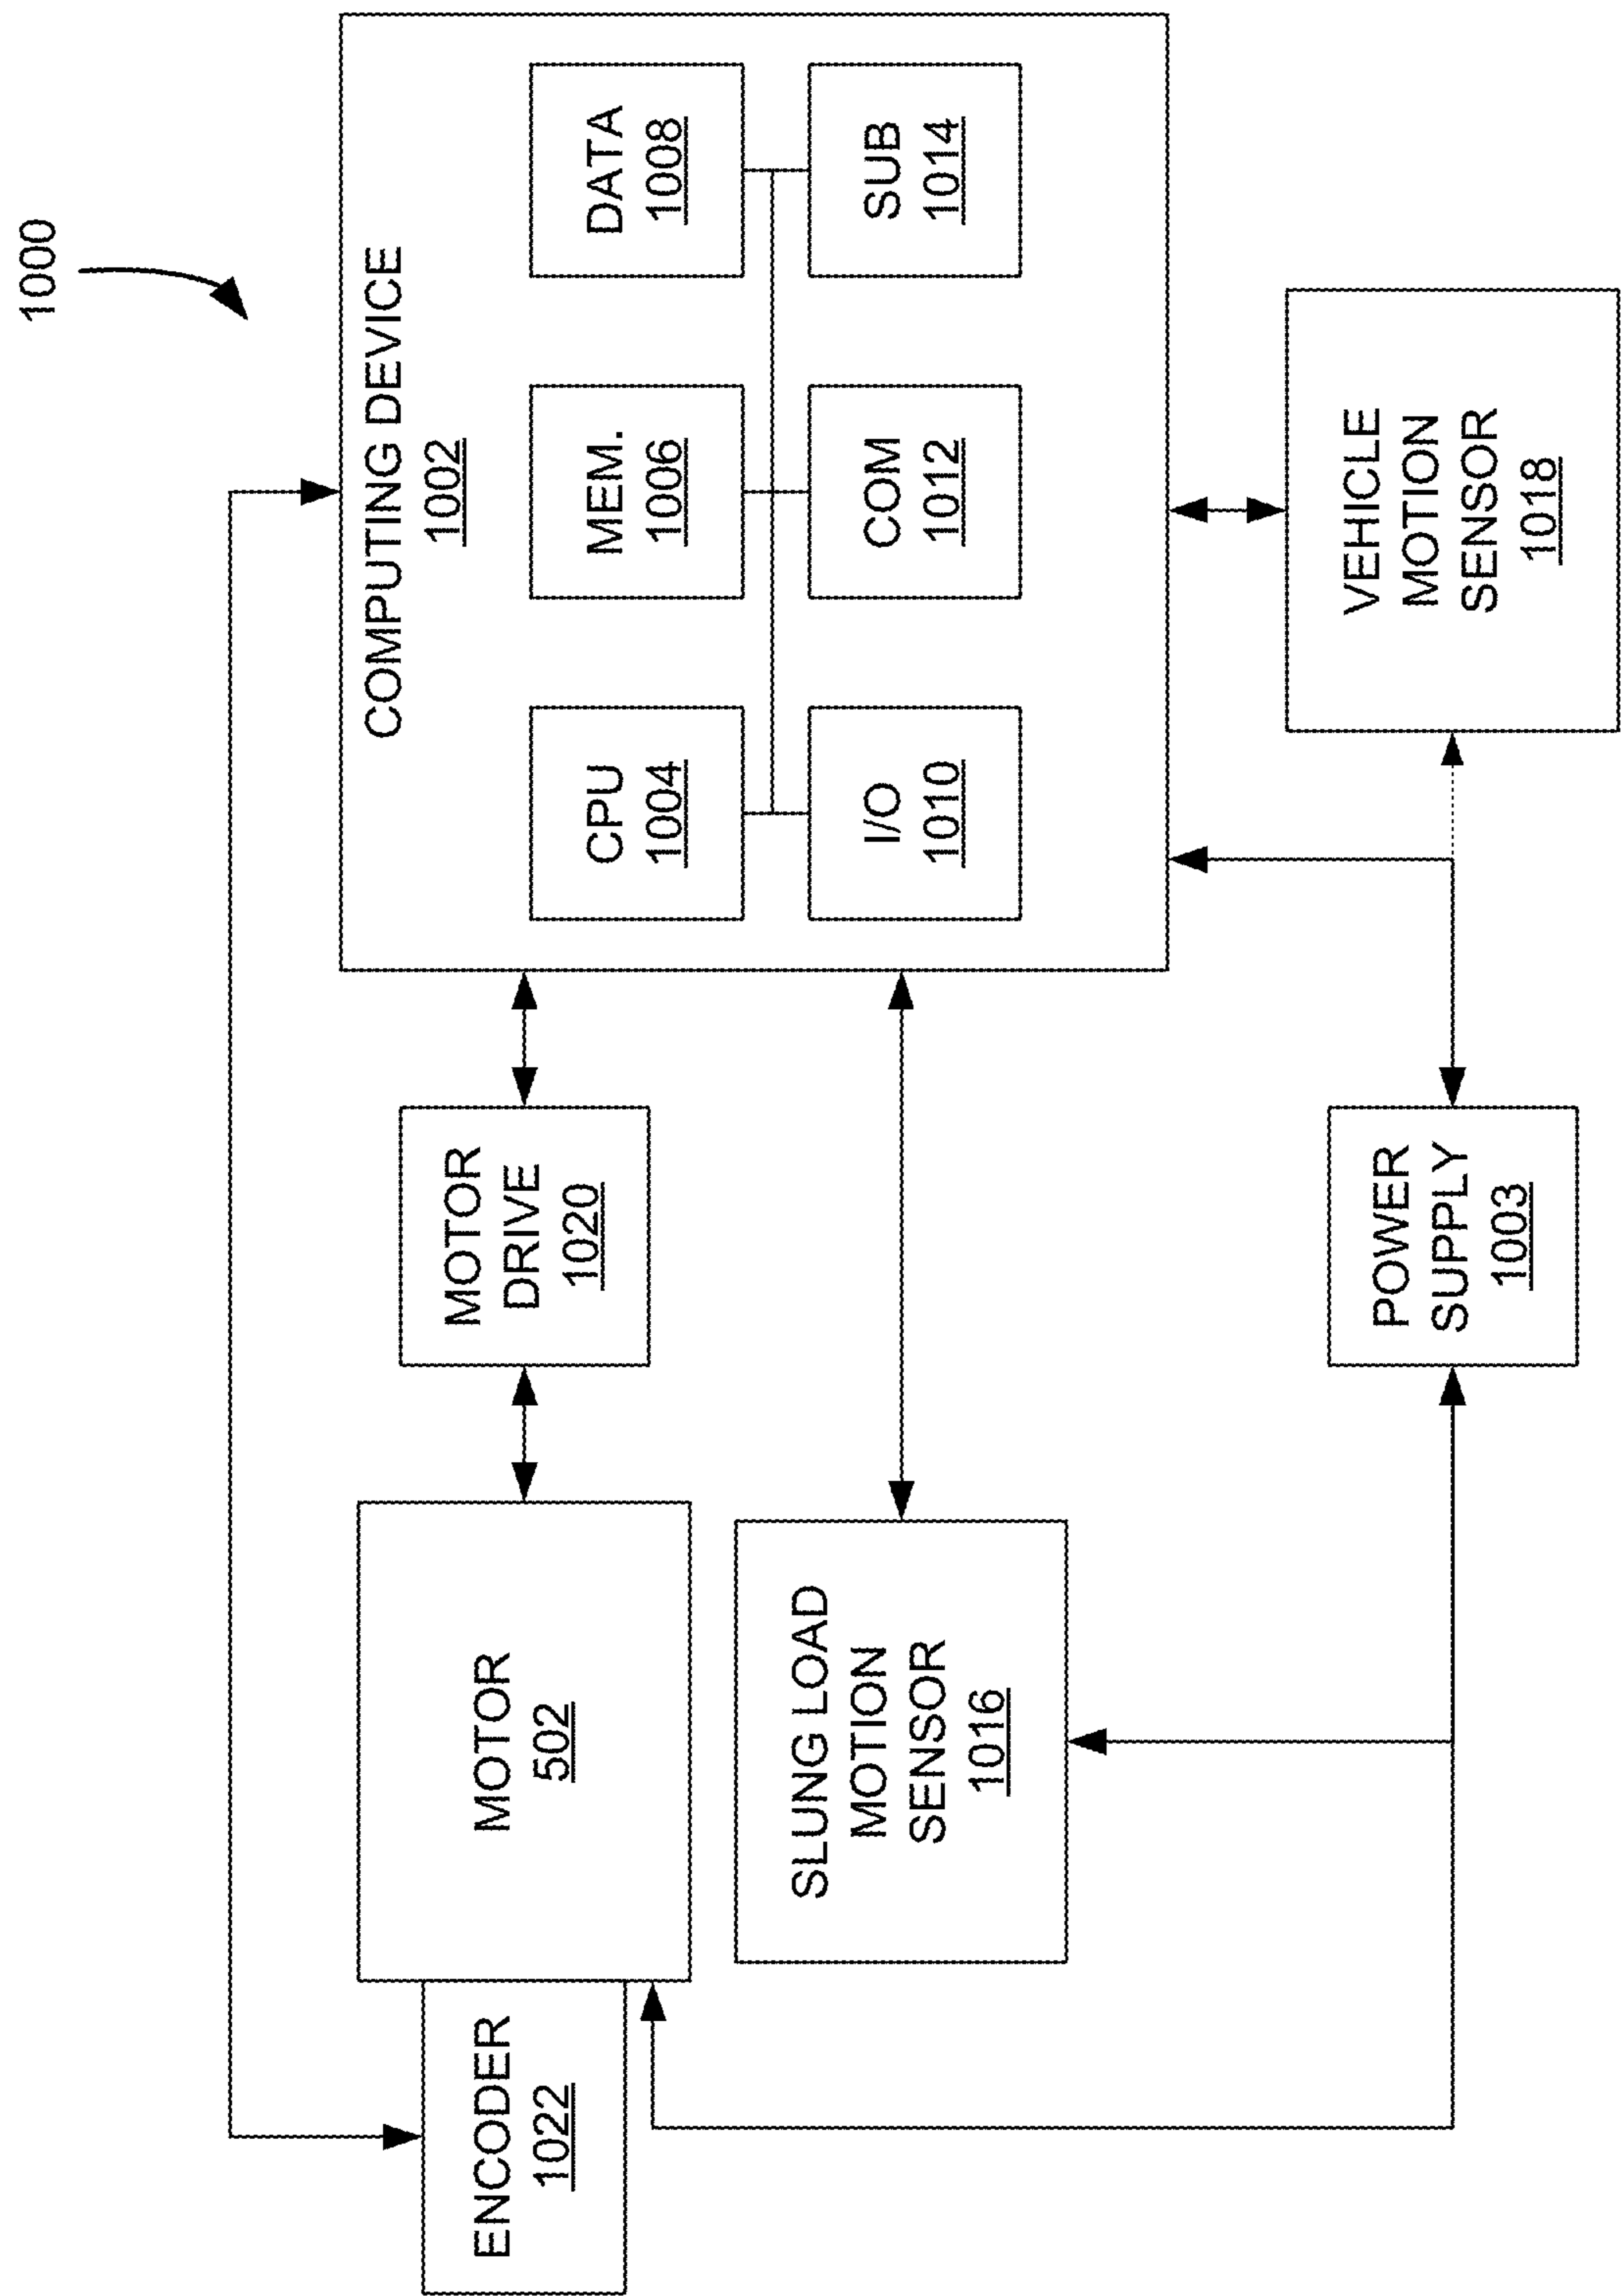 1000
COMPUTING DEVICE
1002
CPU
1004
MEM.
1006
DATA
1008
I/O
1010
COM
1012
SUB
1014
ENCODER
1022
MOTOR
502
MOTOR
DRIVE
1020
SLUNG LOAD
MOTION
SENSOR
1016
POWER
SUPPLY
1003
VEHICLE
MOTION
SENSOR
1018